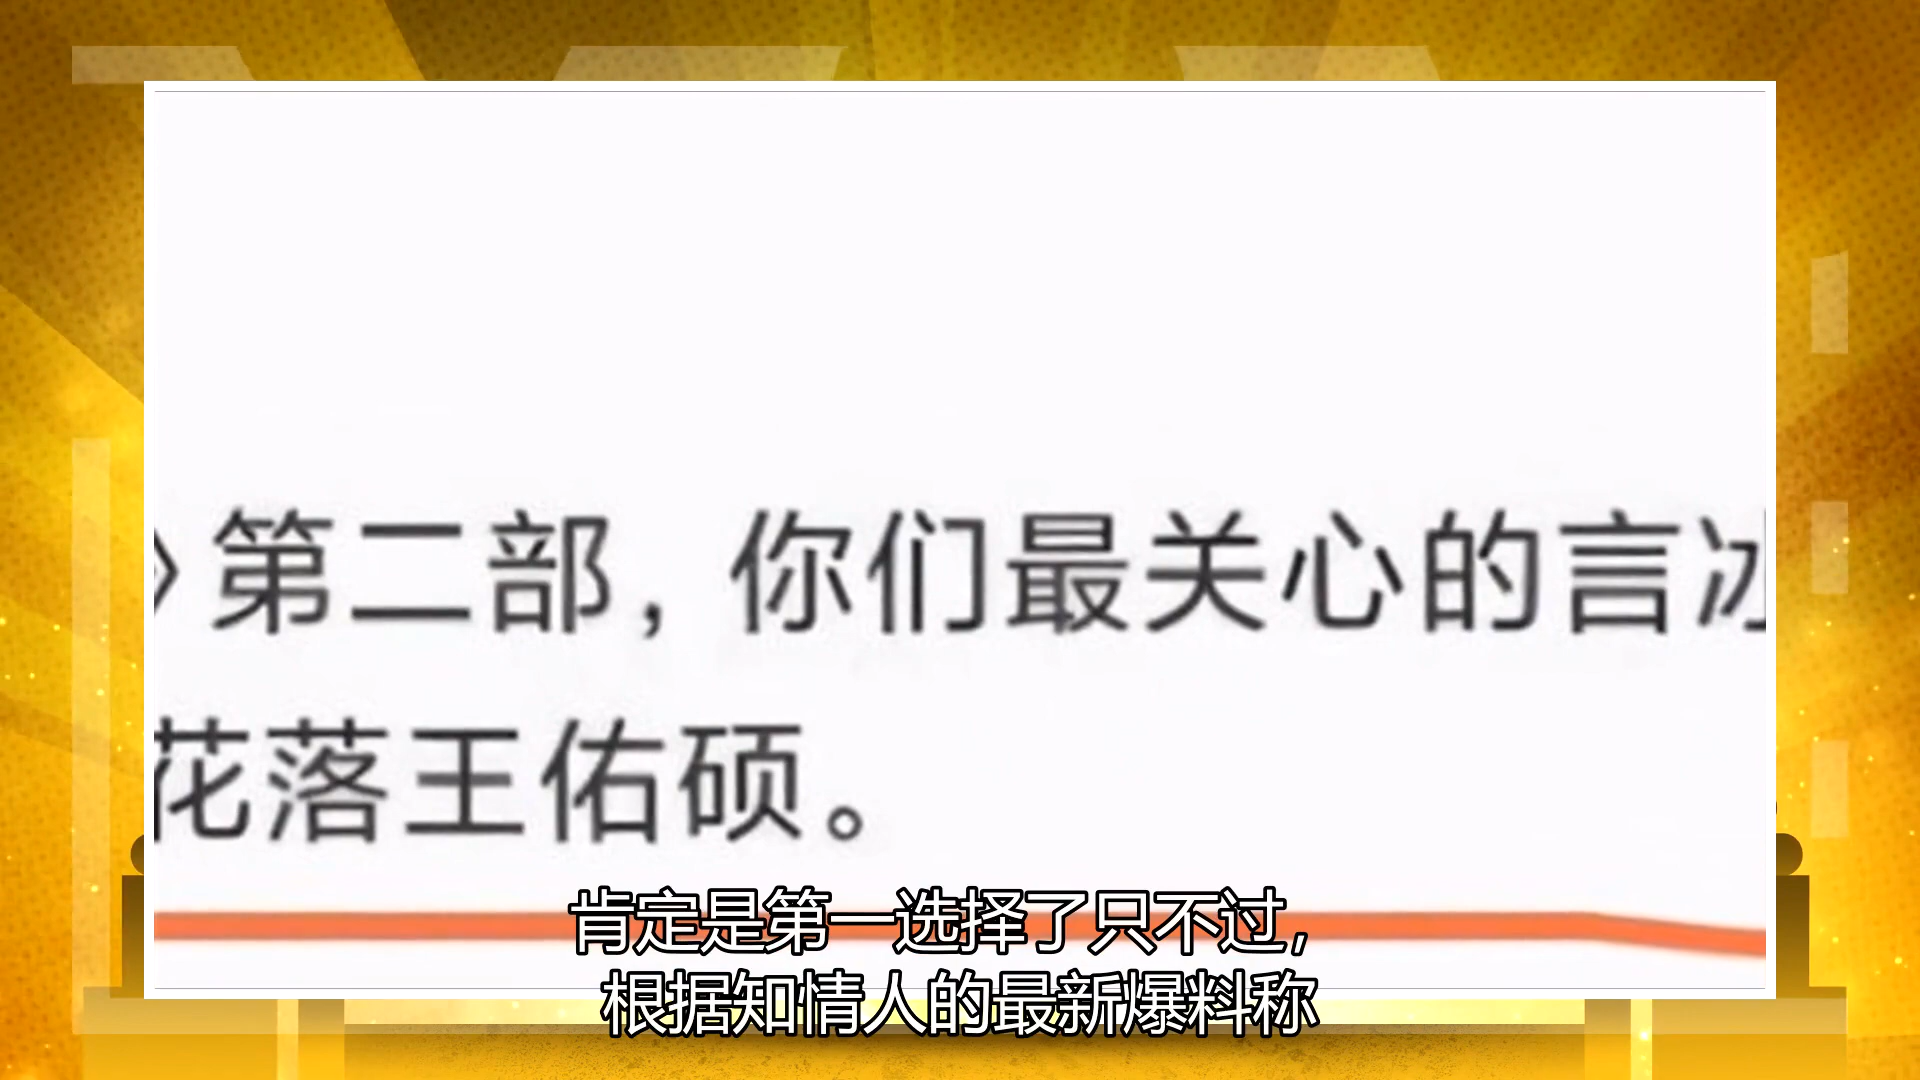 》第二部，你们最关心的言冰
花落王佑硕。
肯定是第一选择了只不过，
根据知情人的最新爆料称